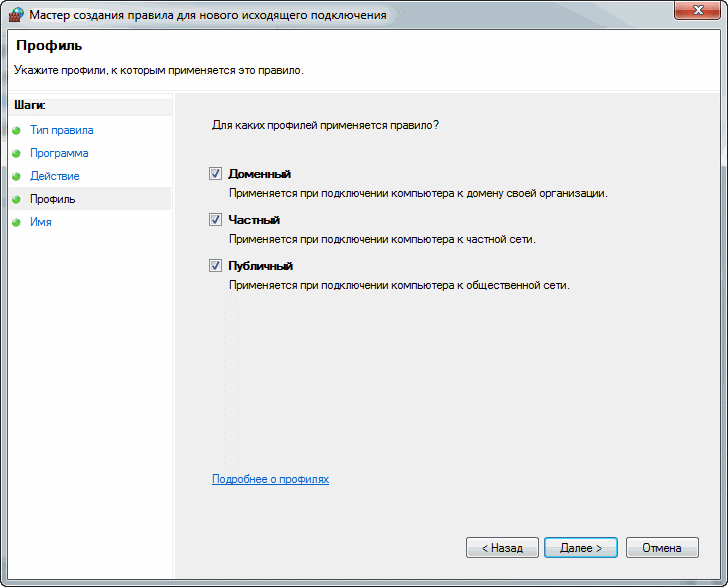 Мастер создания правила для нового исходящего подключения
Профиль
Укажите профили, к которым применяется это правило.
Шаги:
Тип правила
Программа
Действие
Профиль
Имя
Для каких профилей применяется правило?
Доменный
Применяется при подключении компьютера к домену своей организации.
Частный
Применяется при подключении компьютера к частной сети.
Публичный
Применяется при подключении компьютера к общественной сети.
Подробнее о профилях
< Назад
Далее >
Отмена